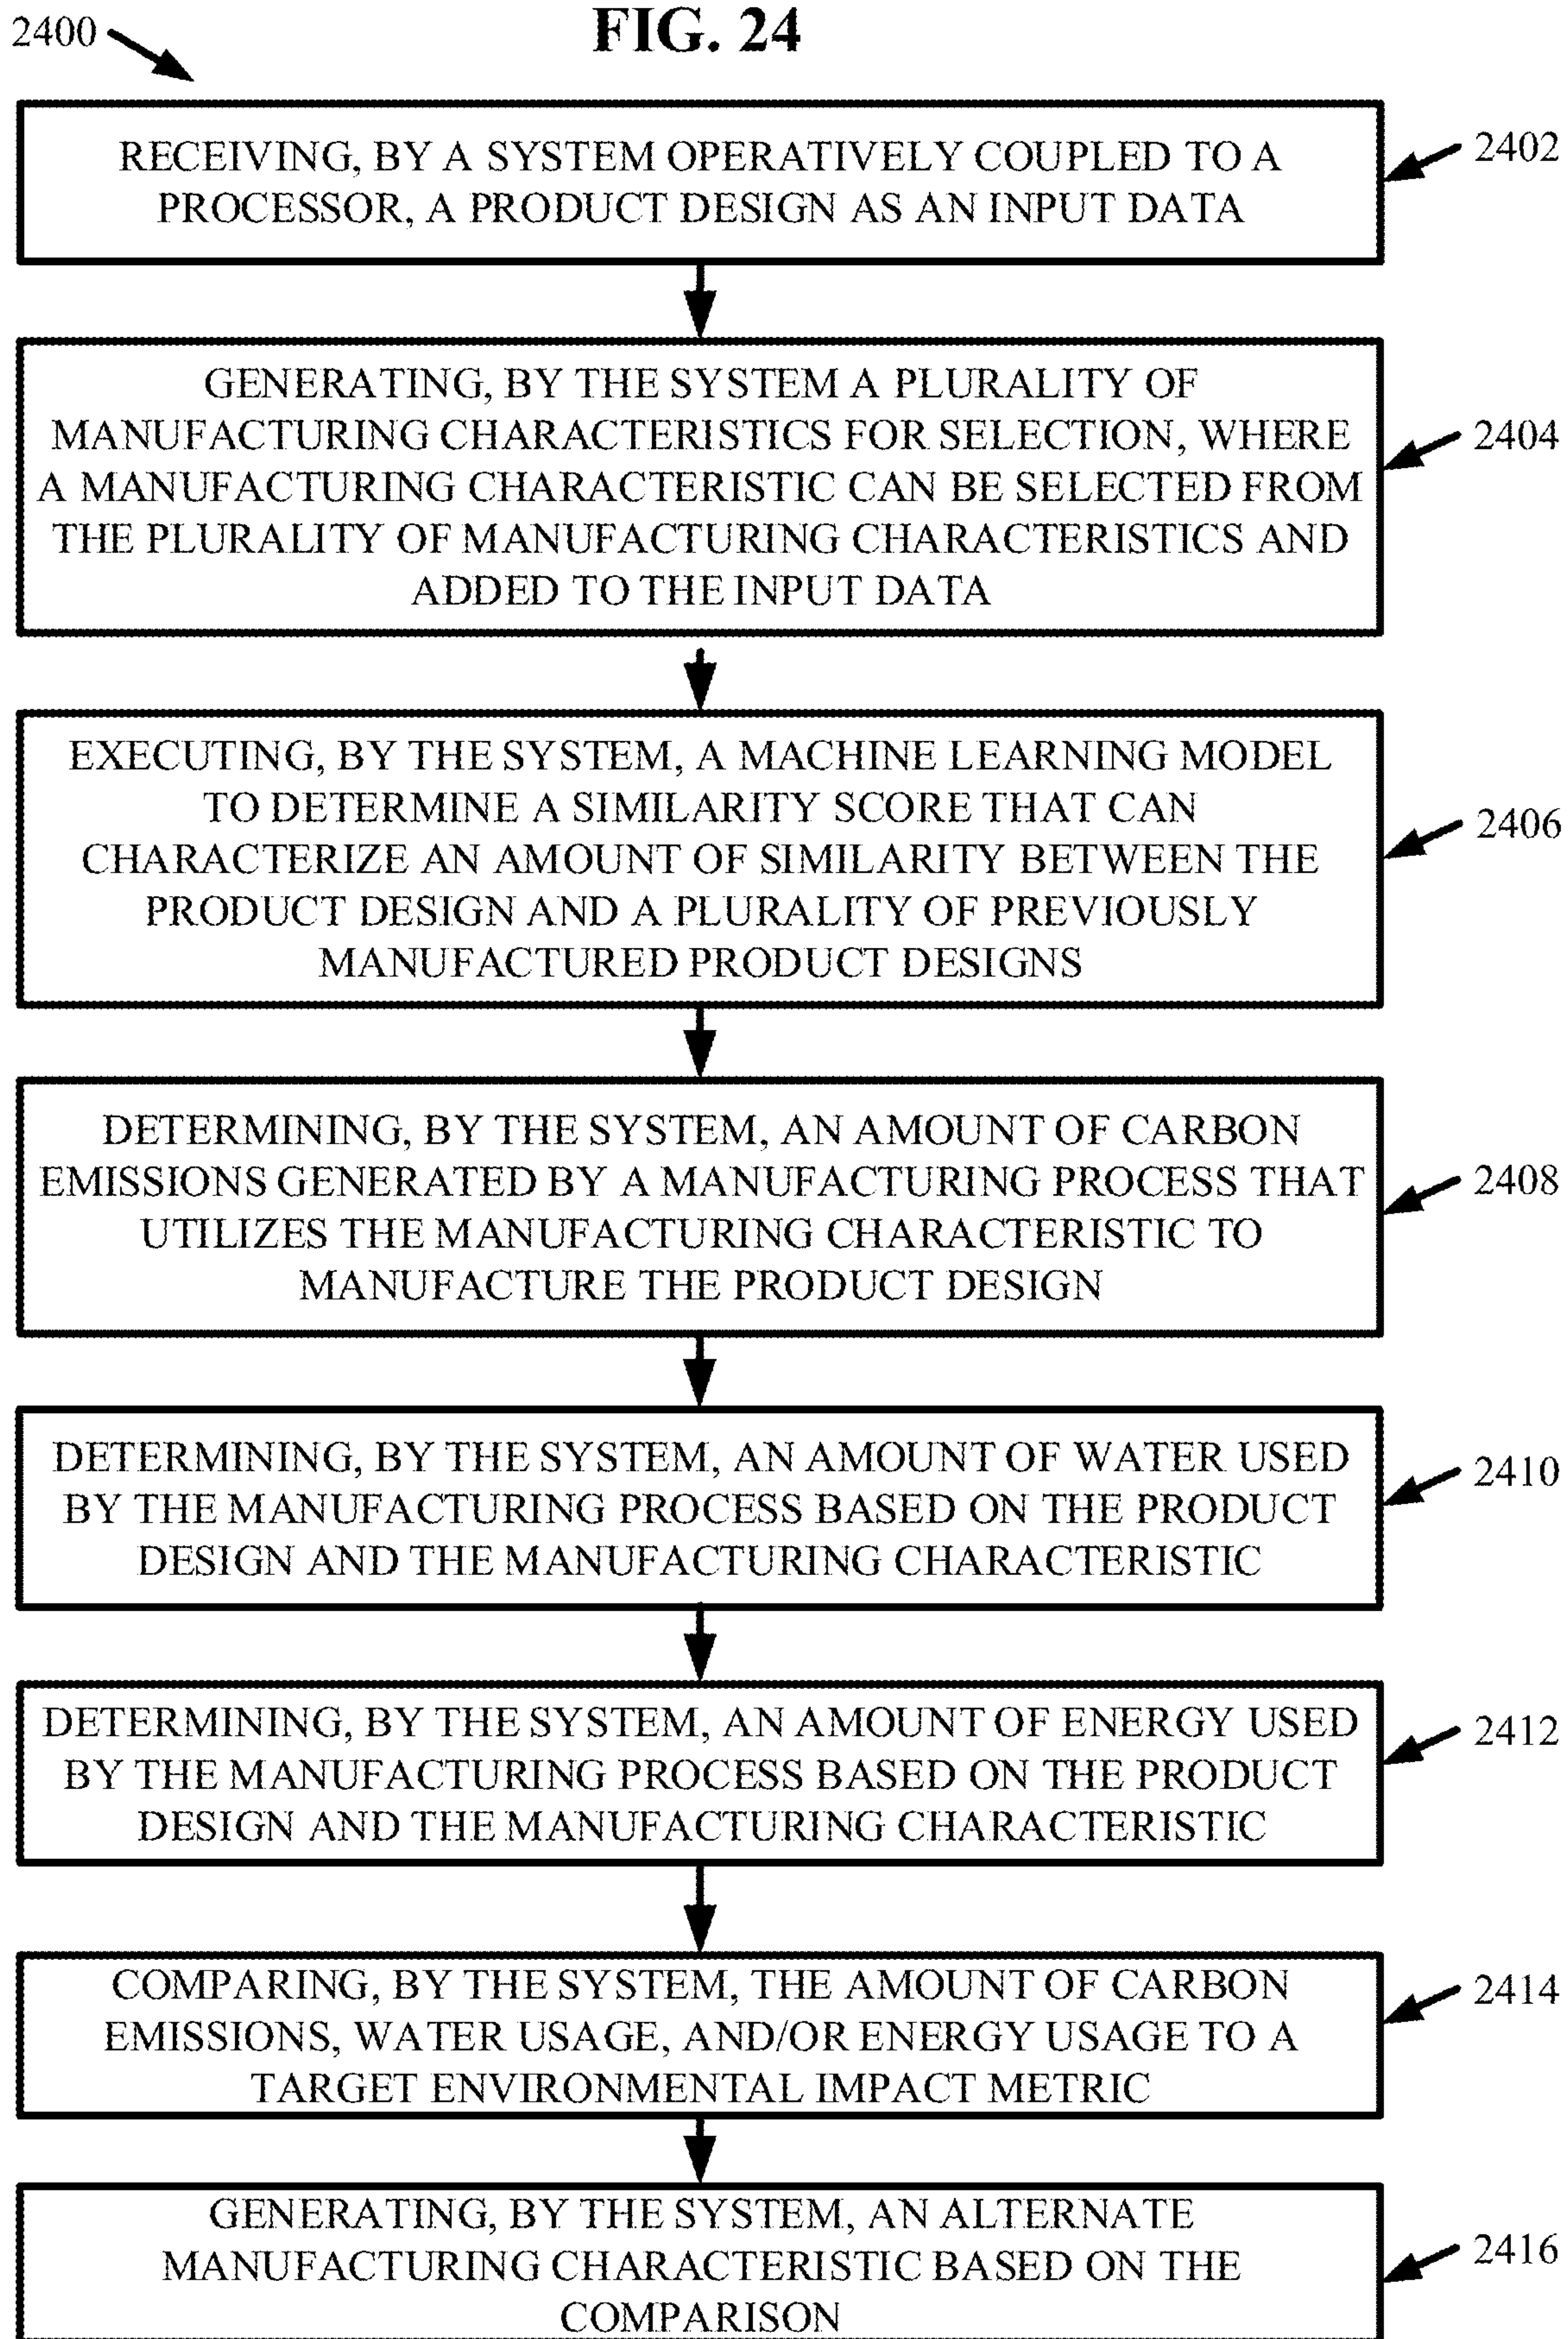 FIG. 24
2400
RECEIVING, BY A SYSTEM OPERATIVELY COUPLED TO A
PROCESSOR, A PRODUCT DESIGN AS AN INPUT DATA
2402
GENERATING, BY THE SYSTEM A PLURALITY OF
MANUFACTURING CHARACTERISTICS FOR SELECTION, WHERE
A MANUFACTURING CHARACTERISTIC CAN BE SELECTED FROM
THE PLURALITY OF MANUFACTURING CHARACTERISTICS AND
ADDED TO THE INPUT DATA
2404
EXECUTING, BY THE SYSTEM, A MACHINE LEARNING MODEL
TO DETERMINE A SIMILARITY SCORE THAT CAN
CHARACTERIZE AN AMOUNT OF SIMILARITY BETWEEN THE
PRODUCT DESIGN AND A PLURALITY OF PREVIOUSLY
MANUFACTURED PRODUCT DESIGNS
2406
DETERMINING, BY THE SYSTEM, AN AMOUNT OF CARBON
EMISSIONS GENERATED BY A MANUFACTURING PROCESS THAT
UTILIZES THE MANUFACTURING CHARACTERISTIC TO
MANUFACTURE THE PRODUCT DESIGN
2408
DETERMINING, BY THE SYSTEM, AN AMOUNT OF WATER USED
BY THE MANUFACTURING PROCESS BASED ON THE PRODUCT
DESIGN AND THE MANUFACTURING CHARACTERISTIC
2410
DETERMINING, BY THE SYSTEM, AN AMOUNT OF ENERGY USED
BY THE MANUFACTURING PROCESS BASED ON THE PRODUCT
DESIGN AND THE MANUFACTURING CHARACTERISTIC
2412
COMPARING, BY THE SYSTEM, THE AMOUNT OF CARBON
EMISSIONS, WATER USAGE, AND/OR ENERGY USAGE TO A
TARGET ENVIRONMENTAL IMPACT METRIC
2414
GENERATING, BY THE SYSTEM, AN ALTERNATE
MANUFACTURING CHARACTERISTIC BASED ON THE
COMPARISON
2416